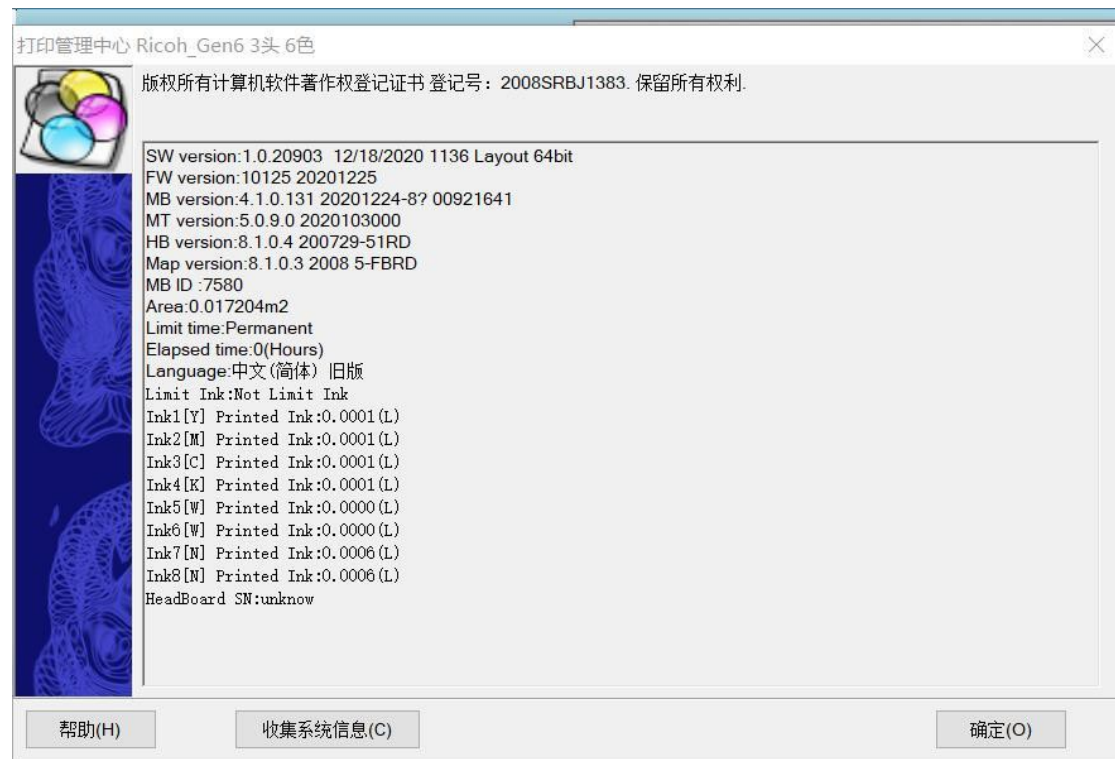 打印管理中心 Ricoh_Gen6 3头 6色
版权所有计算机软件著作权登记证书 登记号：2008SRBJ1383. 保留所有权利.
SW version:1.0.20903  12/18/2020 1136 Layout 64bit
FW version:10125 20201225
MB version:4.1.0.131 20201224-8? 00921641
MT version:5.0.9.0 2020103000
HB version:8.1.0.4 200729-51RD
Map version:8.1.0.3 2008 5-FBRD
MB ID :7580
Area:0.017204m2
Limit time:Permanent
Elapsed time:0(Hours)
Language:中文(简体) 旧版
Limit Ink:Not Limit Ink
Ink1[Y] Printed Ink:0.0001(L)
Ink2[M] Printed Ink:0.0001(L)
Ink3[C] Printed Ink:0.0001(L)
Ink4[K] Printed Ink:0.0001(L)
Ink5[W] Printed Ink:0.0000(L)
Ink6[W] Printed Ink:0.0000(L)
Ink7[N] Printed Ink:0.0006(L)
Ink8[N] Printed Ink:0.0006(L)
HeadBoard SN:unknow
帮助(H) 收集系统信息(C) 确定(O)